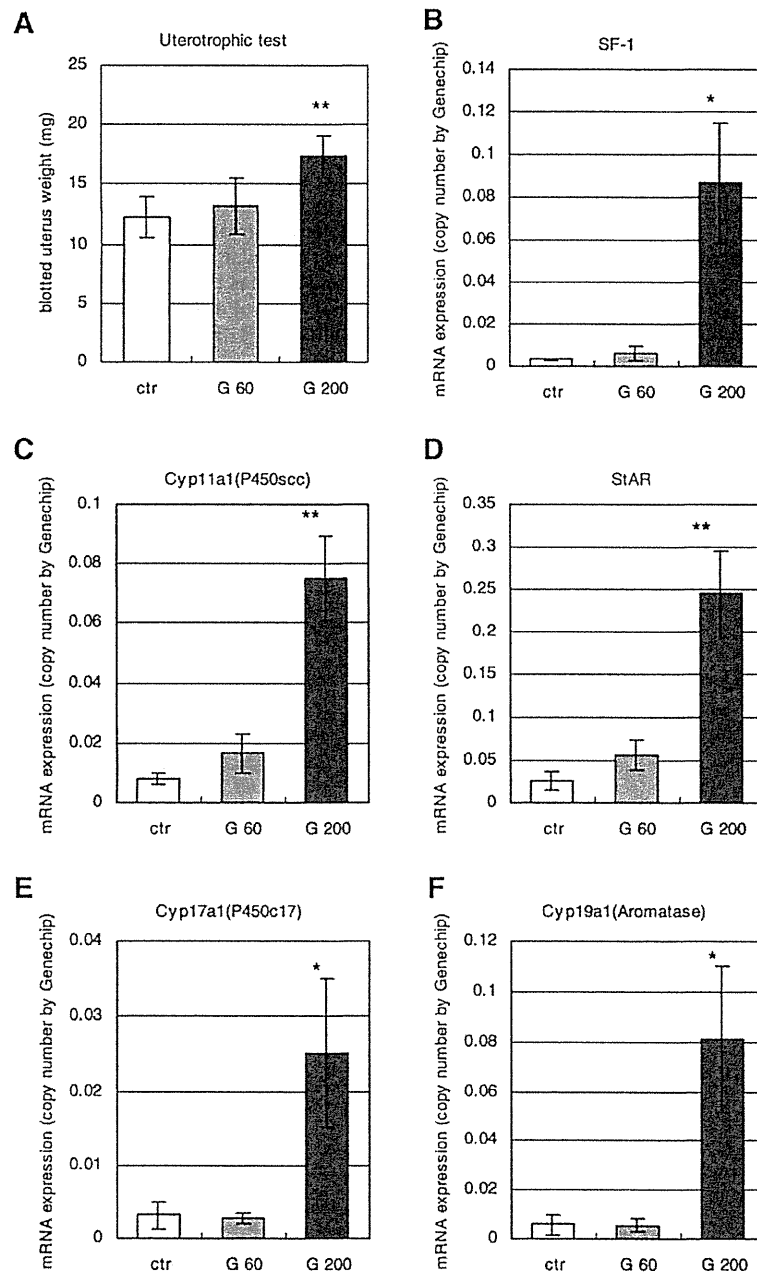 A
Uterotrophic test
blotted uterus weight (mg)
25
20
15
10
5
0
**
ctr
G 60
G 200
B
SF-1
mRNA expression (copy number by Genechip)
0.14
0.12
0.1
0.08
0.06
0.04
0.02
0
*
ctr
G 60
G 200
C
Cyp11a1(P450scc)
mRNA expression (copy number by Genechip)
0.1
0.08
0.06
0.04
0.02
0
**
ctr
G 60
G 200
D
StAR
mRNA expression (copy number by Genechip)
0.35
0.3
0.25
0.2
0.15
0.1
0.05
0
**
ctr
G 60
G 200
E
Cyp17a1(P450c17)
mRNA expression (copy number by Genechip)
0.04
0.03
0.02
0.01
0
*
ctr
G 60
G 200
F
Cyp19a1(Aromatase)
mRNA expression (copy number by Genechip)
0.12
0.1
0.08
0.06
0.04
0.02
0
*
ctr
G 60
G 200